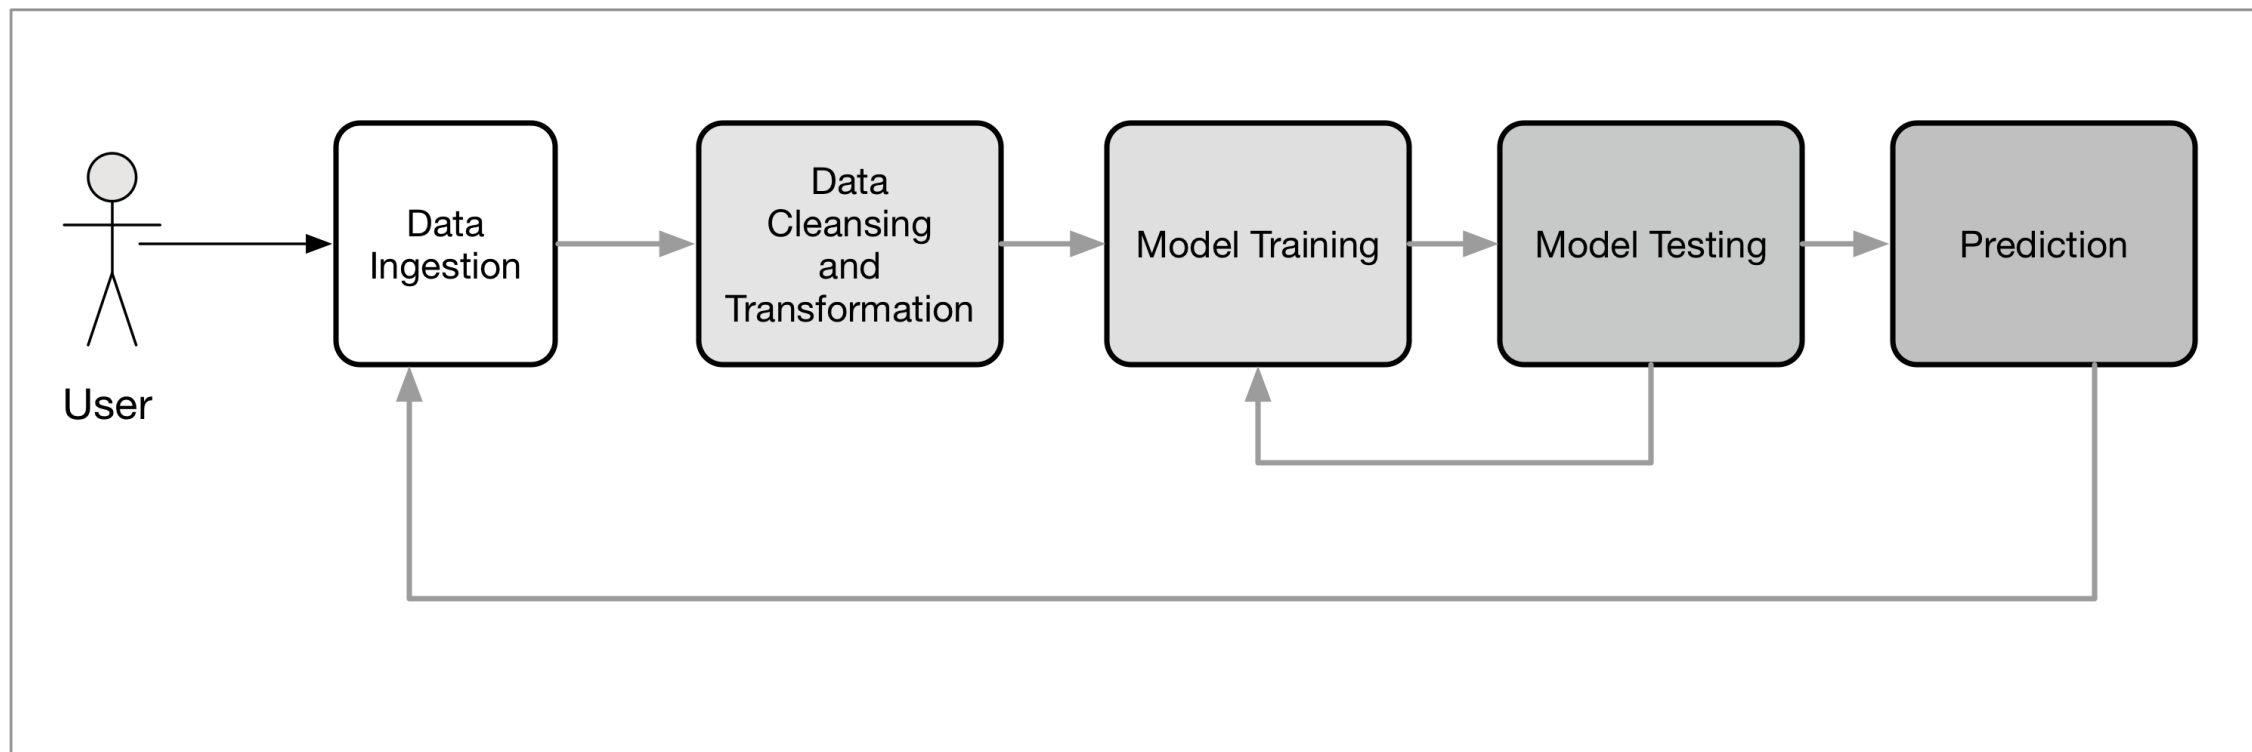 User
Data
Ingestion
Data
Cleansing
and
Transformation
Model Training
Model Testing
Prediction